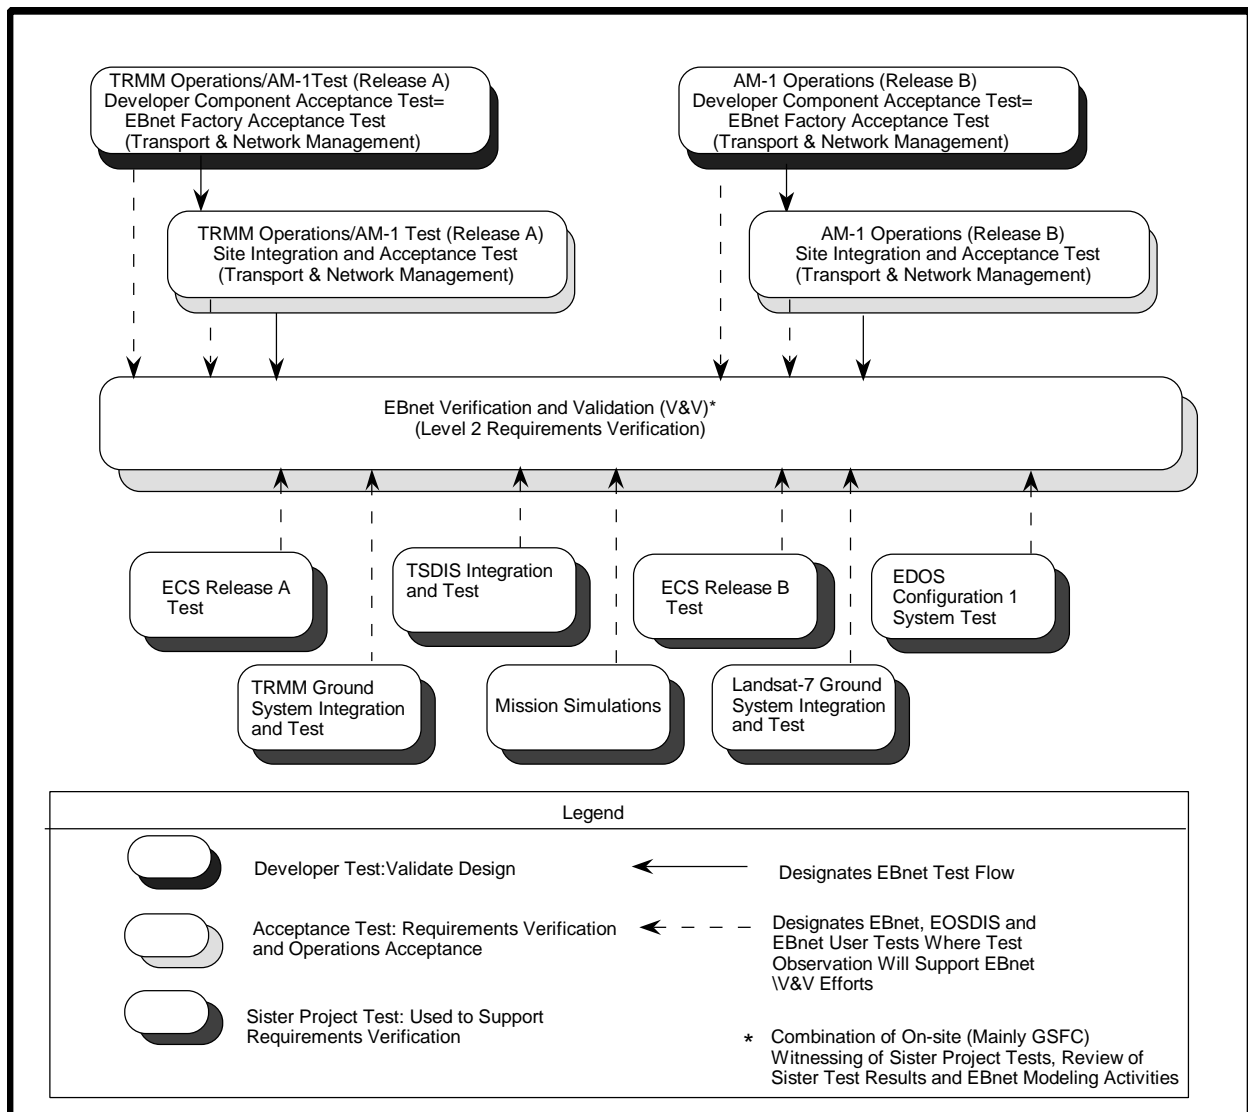 TRMM Operations/AM-1Test (Release A)
Developer Component Acceptance Test=
EBnet Factory Acceptance Test
(Transport & Network Management)
AM-1 Operations (Release B)
Developer Component Acceptance Test=
EBnet Factory Acceptance Test
(Transport & Network Management)
TRMM Operations/AM-1 Test (Release A)
Site Integration and Acceptance Test
(Transport & Network Management)
AM-1 Operations (Release B)
Site Integration and Acceptance Test
(Transport & Network Management)
EBnet Verification and Validation (V&V)*
(Level 2 Requirements Verification)
ECS Release A
Test
TSDIS Integration
and Test
ECS Release B
Test
EDOS
Configuration 1
System Test
TRMM Ground
System Integration
and Test
Mission Simulations
Landsat-7 Ground
System Integration
and Test
Legend
Developer Test:Validate Design
Designates EBnet Test Flow
Acceptance Test: Requirements Verification
and Operations Acceptance
Designates EBnet, EOSDIS and
EBnet User Tests Where Test
Observation Will Support EBnet
\V&V Efforts
Sister Project Test: Used to Support
Requirements Verification
* Combination of On-site (Mainly GSFC)
Witnessing of Sister Project Tests, Review of
Sister Test Results and EBnet Modeling Activities